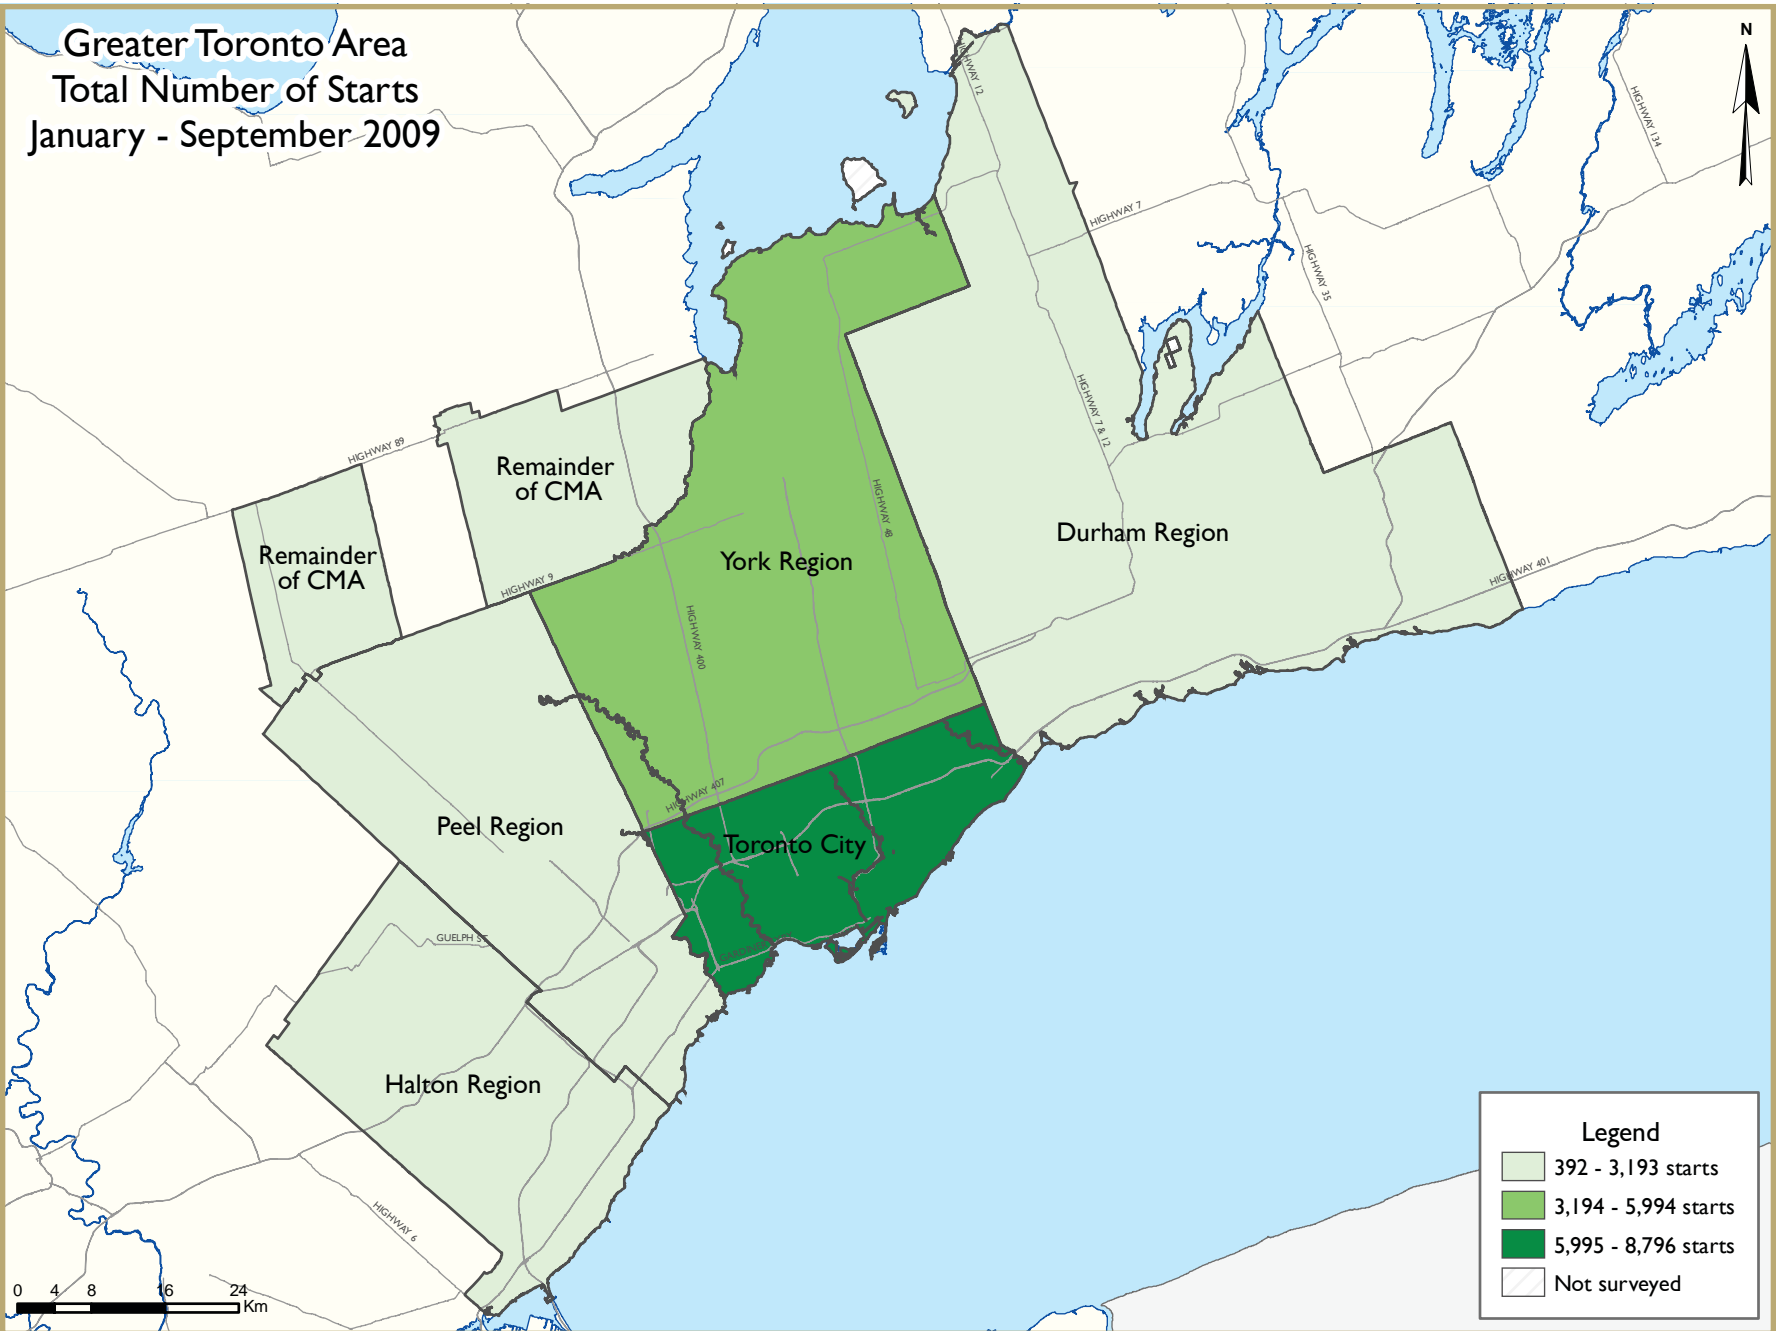 Greater Toronto Area
Total Number of Starts
January - September 2009
N
HIGHWAY 12
HIGHWAY 134
HIGHWAY 7
HIGHWAY 35
HIGHWAY 7 & 12
HIGHWAY 89
Remainder
of CMA
Remainder
of CMA
HIGHWAY 48
York Region
Durham Region
HIGHWAY 401
HIGHWAY 9
HIGHWAY 400
HIGHWAY 407
Peel Region
Toronto City
GUELPH ST
Halton Region
HIGHWAY 6
Legend
392 - 3,193 starts
3,194 - 5,994 starts
5,995 - 8,796 starts
Not surveyed
0 4 8 16 24
Km